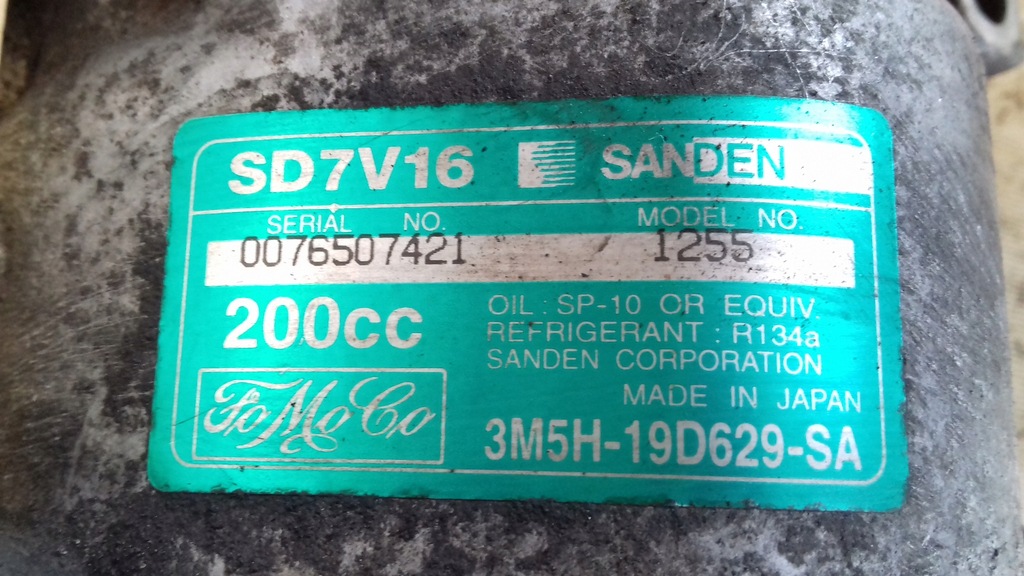 SD7V16 SANDEN
SERIAL NO. MODEL NO.
0076507421 1255
200cc
OIL : SP-10 OR EQUIV.
REFRIGERANT : R134a
SANDEN CORPORATION
MADE IN JAPAN
FoMoCo
3M5H-19D629-SA